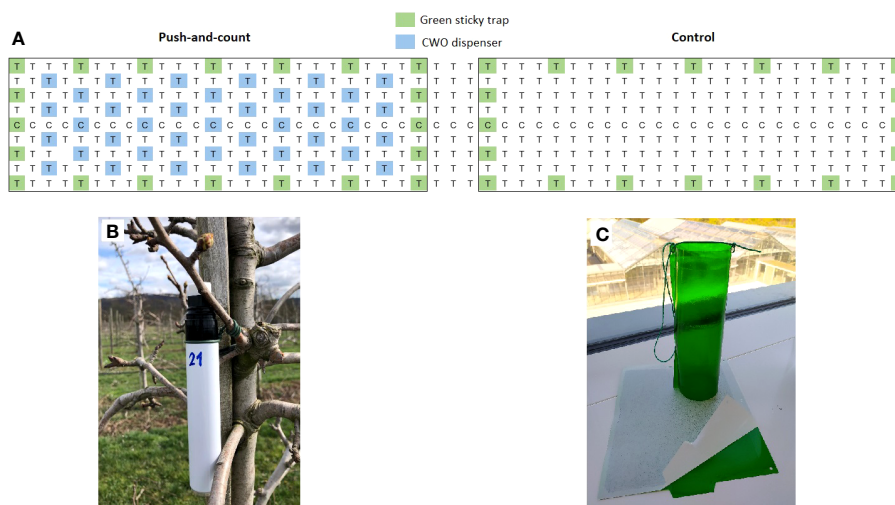 Green sticky trap
A
Push-and-count
CWO dispenser
Control
T T T T T T T T T T T T T T T T T T T T T T T T T T T T T T T T T T T T T T T T T T T T T T T T T T T T
T T T T T T T T T T T T T T T T T T T T T T T T T T T T T T T T T T T T T T T T T T T T T T T T T T T T
T T T T T T T T T T T T T T T T T T T T T T T T T T T T T T T T T T T T T T T T T T T T T T T T T T T T
T T T T T T T T T T T T T T T T T T T T T T T T T T T T T T T T T T T T T T T T T T T T T T T T T T T T
C C C C C C C C C C C C C C C C C C C C C C C C C C C C C C C C C C C C C C C C C C C C C C C C C C C C
T T T T T T T T T T T T T T T T T T T T T T T T T T T T T T T T T T T T T T T T T T T T T T T T T T T T
T T T T T T T T T T T T T T T T T T T T T T T T T T T T T T T T T T T T T T T T T T T T T T T T T T T T
T T T T T T T T T T T T T T T T T T T T T T T T T T T T T T T T T T T T T T T T T T T T T T T T T T T T
T T T T T T T T T T T T T T T T T T T T T T T T T T T T T T T T T T T T T T T T T T T T T T T T T T T T
B
21
C